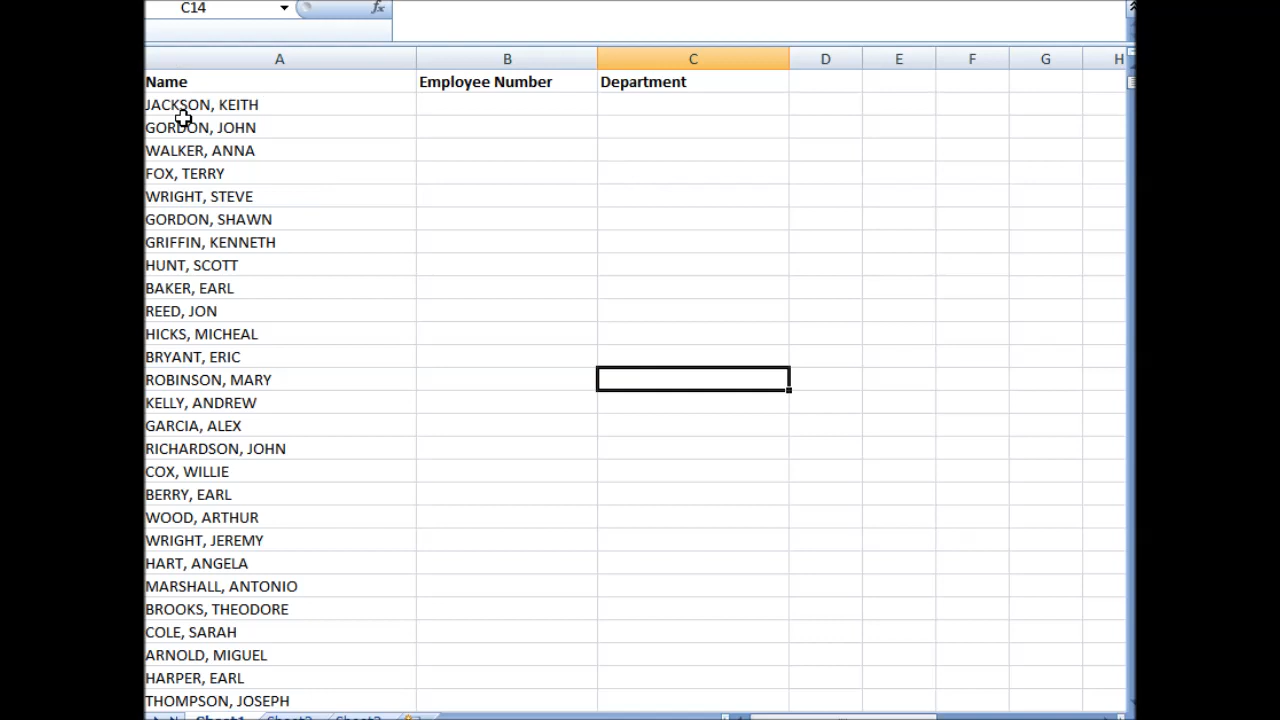 C14 fx
A B C D E F G H
Name Employee Number Department
JACKSON, KEITH
GORDON, JOHN
WALKER, ANNA
FOX, TERRY
WRIGHT, STEVE
GORDON, SHAWN
GRIFFIN, KENNETH
HUNT, SCOTT
BAKER, EARL
REED, JON
HICKS, MICHEAL
BRYANT, ERIC
ROBINSON, MARY
KELLY, ANDREW
GARCIA, ALEX
RICHARDSON, JOHN
COX, WILLIE
BERRY, EARL
WOOD, ARTHUR
WRIGHT, JEREMY
HART, ANGELA
MARSHALL, ANTONIO
BROOKS, THEODORE
COLE, SARAH
ARNOLD, MIGUEL
HARPER, EARL
THOMPSON, JOSEPH
Sheet1 Sheet2 Sheet3